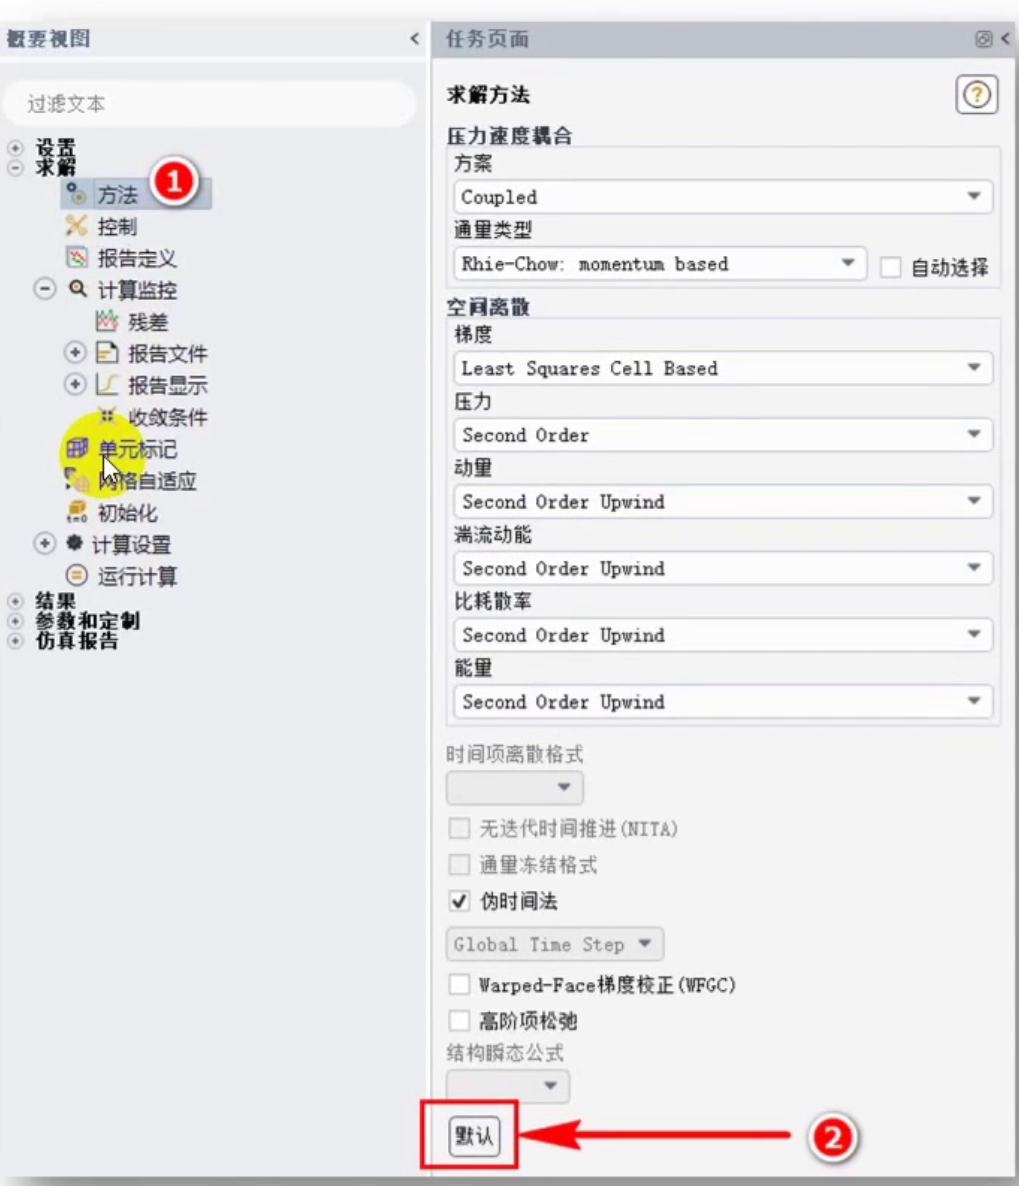 概要视图
过滤文本
设置
求解
方法
1
控制
报告定义
计算监控
残差
报告文件
报告显示
收敛条件
单元标记
网格自适应
t=0
初始化
计算设置
运行计算
结果
参数和定制
仿真报告
任务页面
求解方法
?
压力速度耦合
方案
Coupled
通量类型
Rhie-Chow: momentum based
自动选择
空间离散
梯度
Least Squares Cell Based
压力
Second Order
动量
Second Order Upwind
湍流动能
Second Order Upwind
比耗散率
Second Order Upwind
能量
Second Order Upwind
时间项离散格式
无迭代时间推进(NITA)
通量冻结格式
伪时间法
Global Time Step
Warped-Face梯度校正(WFGC)
高阶项松弛
结构瞬态公式
默认
2